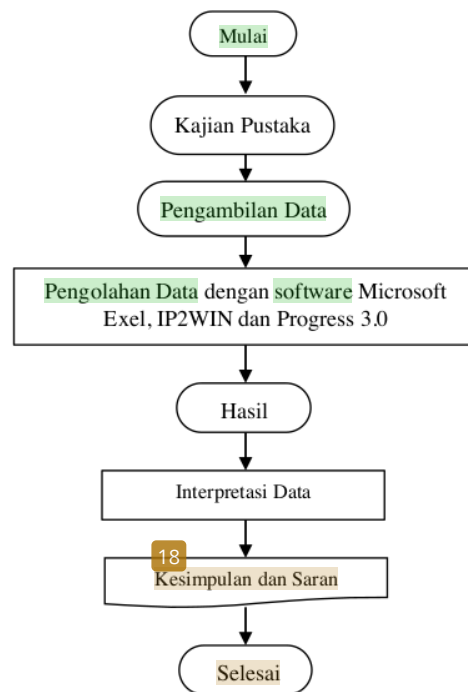 Mulai
Kajian Pustaka
Pengambilan Data
Pengolahan Data dengan software Microsoft
Exel, IP2WIN dan Progress 3.0
Hasil
Interpretasi Data
18
Kesimpulan dan Saran
Selesai